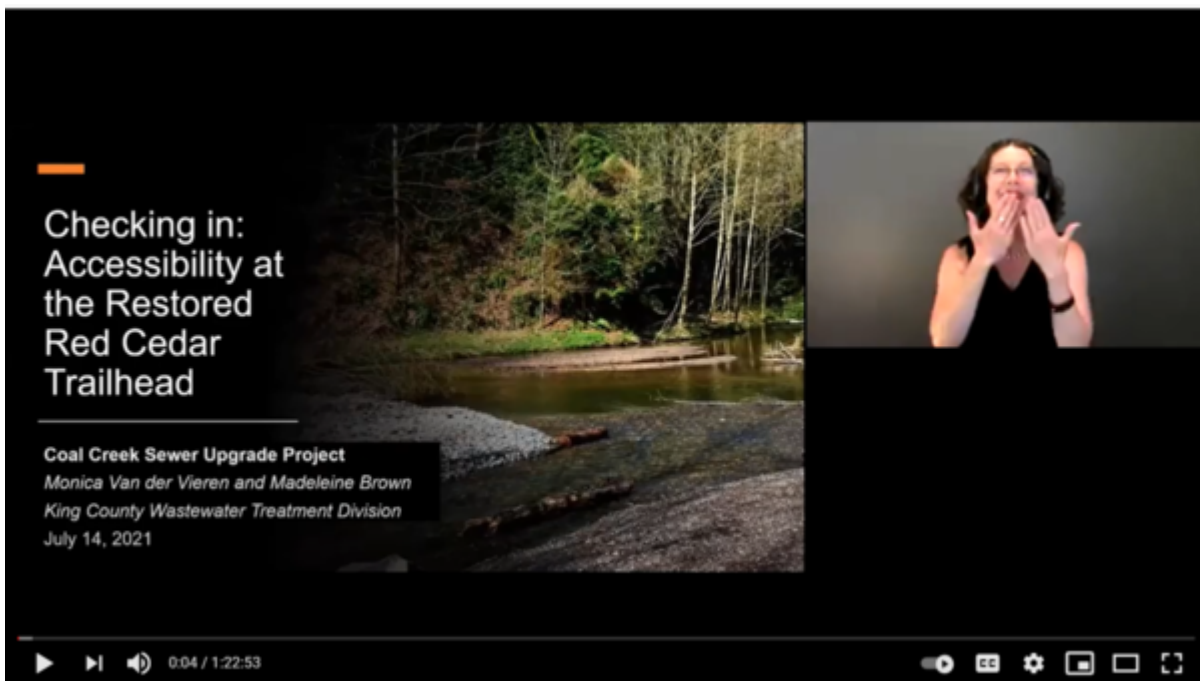 Checking in:
Accessibility at
the Restored
Red Cedar
Trailhead
Coal Creek Sewer Upgrade Project
Monica Van der Vieren and Madeleine Brown
King County Wastewater Treatment Division
July 14, 2021
0:04 / 1:22:53
CC